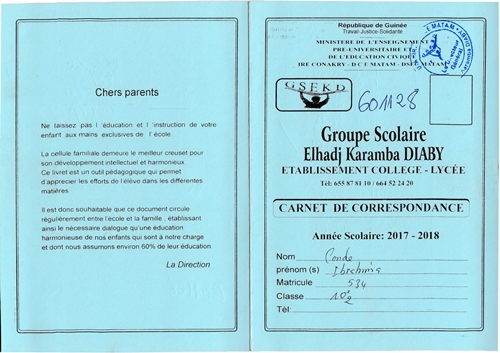 Chers parents
Ne laissez pas l 'éducation et l 'instruction de votre
enfant aux mains exclusives de l' école.
La cellule familiale demeure le meilleur creuset pour
son développement intellectuel et harmonieux.
Ce livret est un outil pédagogique qui permet
d'apprecier les efforts de l'élève dans les différentes
matières.
Il est donc souhaitable que ce document circule
régulièrement entre l'école et la famille , établissant
ainsi le nécessaire dialogue qu'une éducation
harmonieuse de nos enfants qui sont à notre charge
et dont nous assumons environ 60% de leur éducation.
La Direction
République de Guinée
Travail-Justice-Solidarité
MINISTERE DE L'ENSEIGNEMENT
PRE-UNIVERSITAIRE ET
DE L'EDUCATION CIVIQUE
IRE CONAKRY - D C E MATAM - DSEE MATAM
GSEKD
601128
Groupe Scolaire
Elhadj Karamba DIABY
ETABLISSEMENT COLLEGE - LYCÉE
Tél: 655 87 81 10 / 664 52 24 20
CARNET DE CORRESPONDANCE
Année Scolaire: 2017 - 2018
Nom Conde
prénom (s) Ibrahima
Matricule 534
Classe 10e2
Tél: